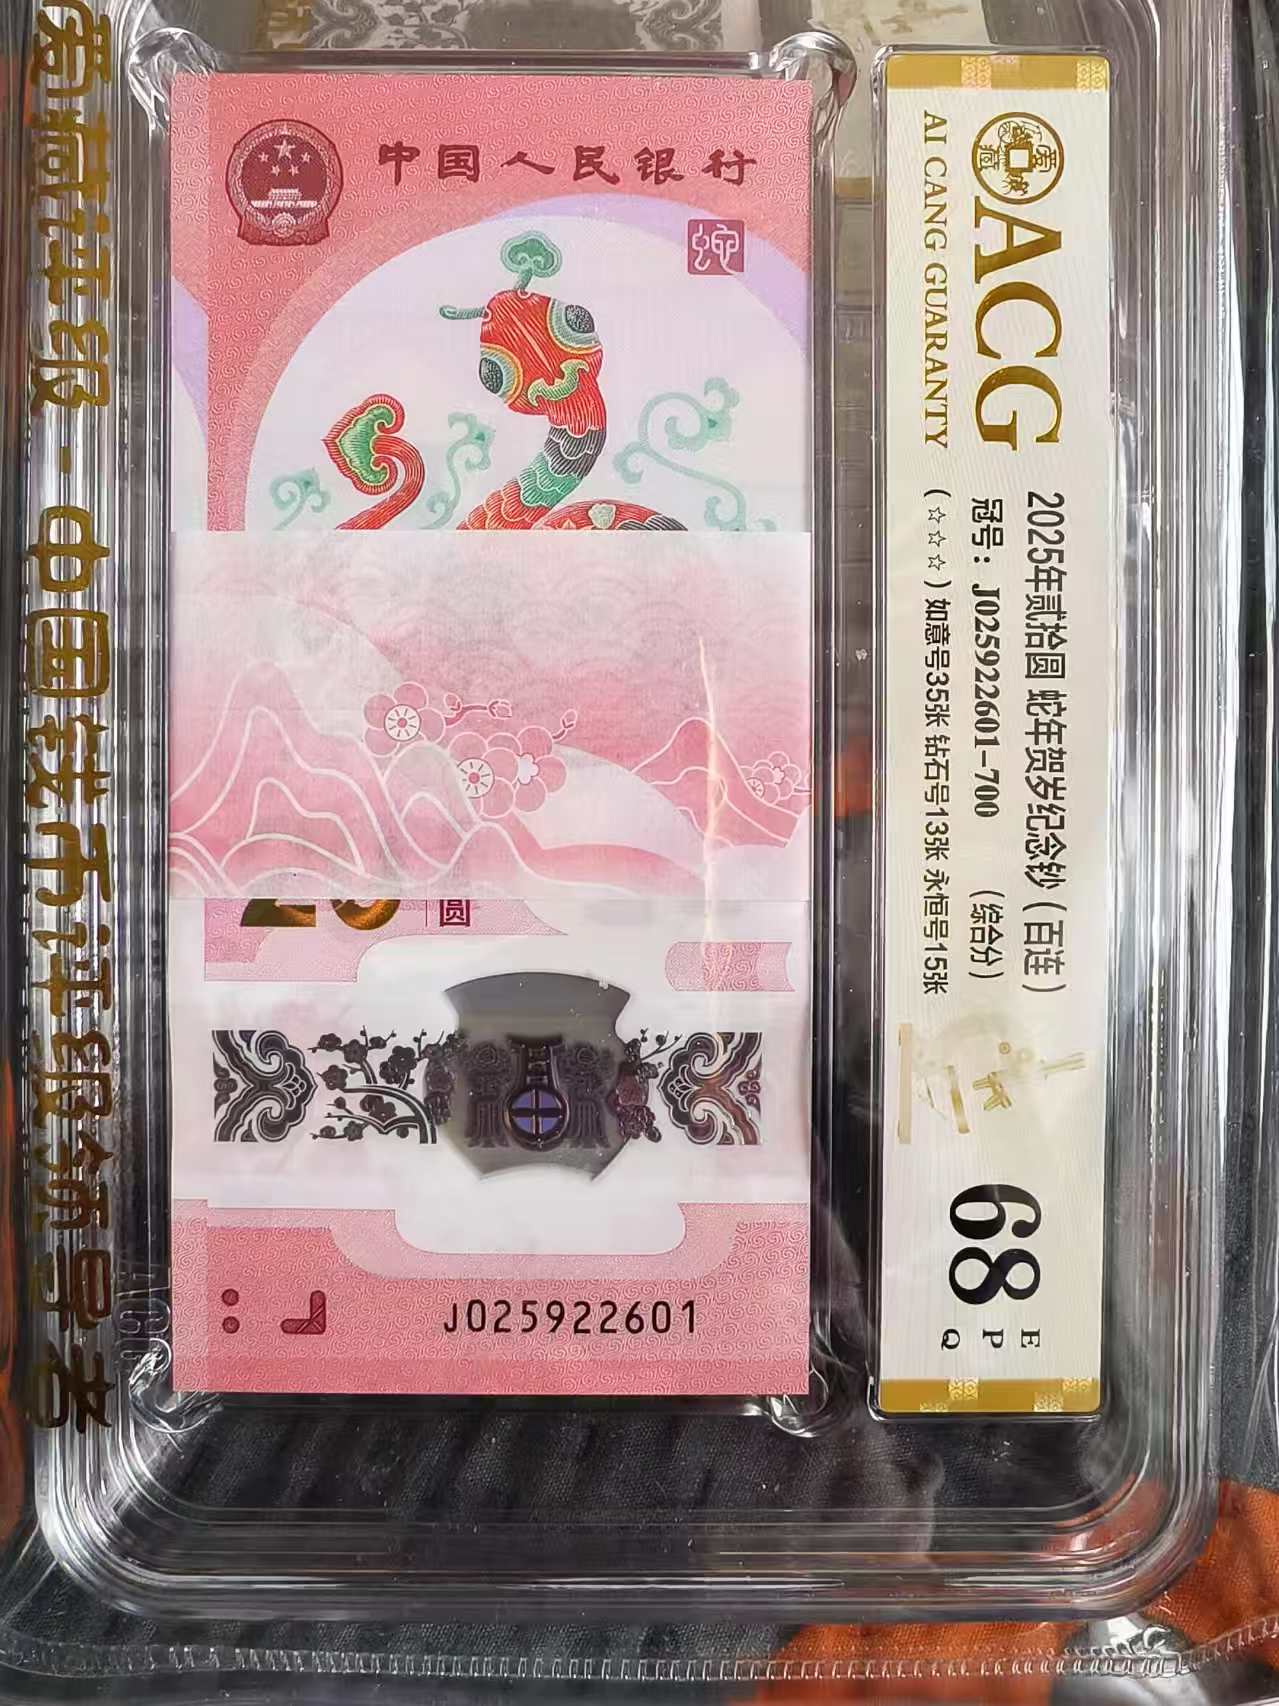 爱藏评级·中国钱币评级领导者
中国人民银行
蛇
20
圆
J025922601
ACG
AI CANG GUARANTY
2025年贰拾圆 蛇年贺岁纪念钞(百连)
冠号：J025922601-700 (综合分)
(☆☆☆)如意号35张 钻石号13张 永恒号15张
68
E
P
Q